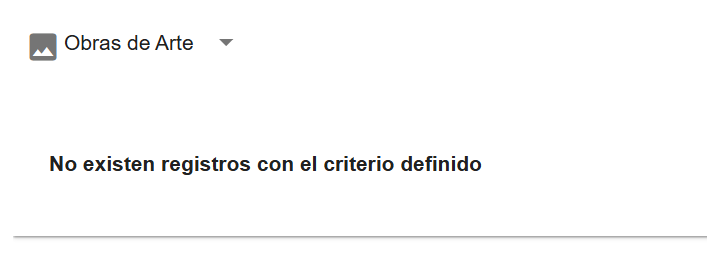 Obras de Arte
No existen registros con el criterio definido